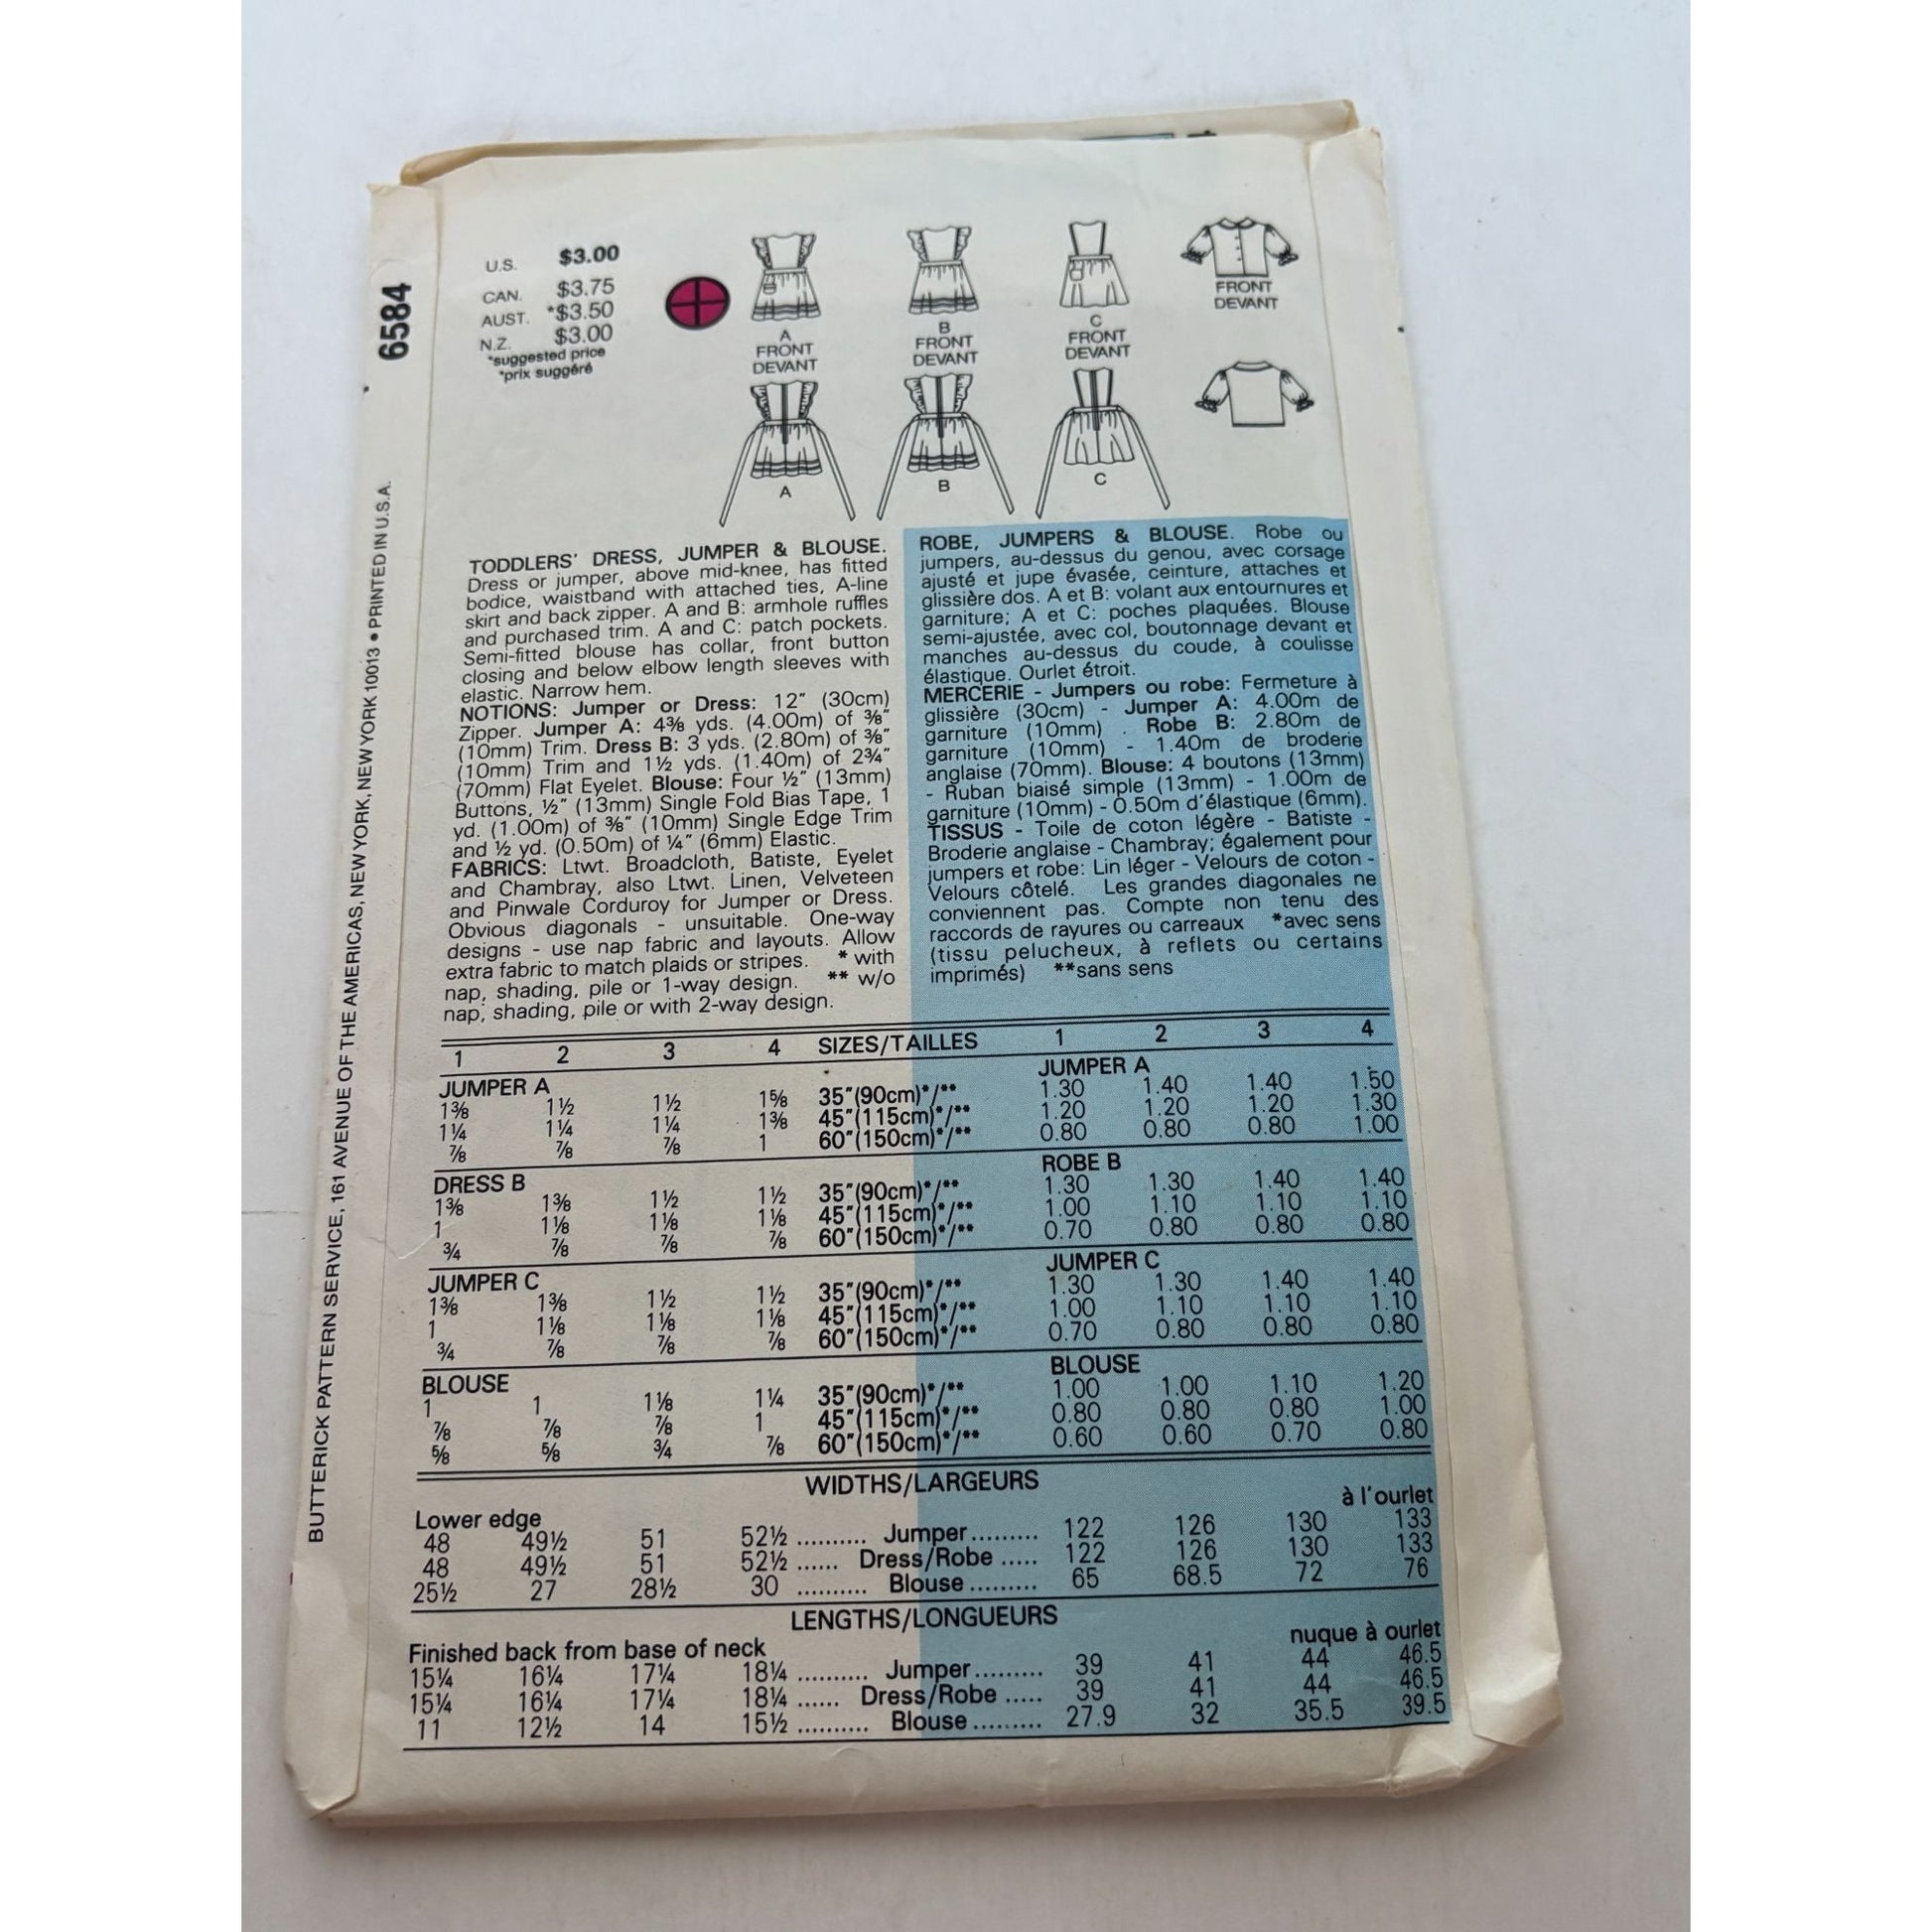 6584
BUTTERICK PATTERN SERVICE, 161 AVENUE OF THE AMERICAS, NEW YORK, NEW YORK 10013 • PRINTED IN U.S.A.
U.S. $3.00
CAN. $3.75
AUST. *$3.50
N.Z. $3.00
*suggested price
*prix suggéré
A
FRONT
DEVANT
B
FRONT
DEVANT
C
FRONT
DEVANT
FRONT
DEVANT
A
B
C
TODDLERS' DRESS, JUMPER & BLOUSE.
Dress or jumper, above mid-knee, has fitted
bodice, waistband with attached ties, A-line
skirt and back zipper. A and B: armhole ruffles
and purchased trim. A and C: patch pockets.
Semi-fitted blouse has collar, front button
closing and below elbow length sleeves with
elastic. Narrow hem.
NOTIONS: Jumper or Dress: 12" (30cm)
Zipper. Jumper A: 4⅜ yds. (4.00m) of ⅜"
(10mm) Trim. Dress B: 3 yds. (2.80m) of ⅜"
(10mm) Trim and 1½ yds. (1.40m) of 2¾"
(70mm) Flat Eyelet. Blouse: Four ½" (13mm)
Buttons, ½" (13mm) Single Fold Bias Tape, 1
yd. (1.00m) of ⅜" (10mm) Single Edge Trim
and ½ yd. (0.50m) of ¼" (6mm) Elastic.
FABRICS: Ltwt. Broadcloth, Batiste, Eyelet
and Chambray, also Ltwt. Linen, Velveteen
and Pinwale Corduroy for Jumper or Dress.
Obvious diagonals - unsuitable. One-way
designs - use nap fabric and layouts. Allow
extra fabric to match plaids or stripes. * with
nap, shading, pile or 1-way design. ** w/o
nap, shading, pile or with 2-way design.
ROBE, JUMPERS & BLOUSE. Robe ou
jumpers, au-dessus du genou, avec corsage
ajusté et jupe évasée, ceinture, attaches et
glissière dos. A et B: volant aux entournures et
garniture; A et C: poches plaquées. Blouse
semi-ajustée, avec col, boutonnage devant et
manches au-dessus du coude, à coulisse
élastique. Ourlet étroit.
MERCERIE - Jumpers ou robe: Fermeture à
glissière (30cm) - Jumper A: 4.00m de
garniture (10mm) . Robe B: 2.80m de
garniture (10mm) - 1.40m de broderie
anglaise (70mm). Blouse: 4 boutons (13mm)
- Ruban biaisé simple (13mm) - 1.00m de
garniture (10mm) - 0.50m d'élastique (6mm).
TISSUS - Toile de coton légère - Batiste -
Broderie anglaise - Chambray; également pour
jumpers et robe: Lin léger - Velours de coton -
Velours côtelé. Les grandes diagonales ne
conviennent pas. Compte non tenu des
raccords de rayures ou carreaux *avec sens
(tissu pelucheux, à reflets ou certains
imprimés) **sans sens
1 2 3 4 SIZES/TAILLES 1 2 3 4
JUMPER A JUMPER A
1⅜ 1½ 1½ 1⅝ 35"(90cm)*/** 1.30 1.40 1.40 1.50
1¼ 1¼ 1¼ 1⅜ 45"(115cm)*/** 1.20 1.20 1.20 1.30
⅞ ⅞ ⅞ 1 60"(150cm)*/** 0.80 0.80 0.80 1.00
DRESS B ROBE B
1⅜ 1⅜ 1½ 1½ 35"(90cm)*/** 1.30 1.30 1.40 1.40
1 1⅛ 1⅛ 1⅛ 45"(115cm)*/** 1.00 1.10 1.10 1.10
¾ ⅞ ⅞ ⅞ 60"(150cm)*/** 0.70 0.80 0.80 0.80
JUMPER C JUMPER C
1⅜ 1⅜ 1½ 1½ 35"(90cm)*/** 1.30 1.30 1.40 1.40
1 1⅛ 1⅛ 1⅛ 45"(115cm)*/** 1.00 1.10 1.10 1.10
¾ ⅞ ⅞ ⅞ 60"(150cm)*/** 0.70 0.80 0.80 0.80
BLOUSE BLOUSE
1 1 1⅛ 1¼ 35"(90cm)*/** 1.00 1.00 1.10 1.20
⅞ ⅞ ⅞ 1 45"(115cm)*/** 0.80 0.80 0.80 1.00
⅝ ⅝ ¾ ⅞ 60"(150cm)*/** 0.60 0.60 0.70 0.80
WIDTHS/LARGEURS
Lower edge à l'ourlet
48 49½ 51 52½ .......... Jumper......... 122 126 130 133
48 49½ 51 52½ ...... Dress/Robe ..... 122 126 130 133
25½ 27 28½ 30 .......... Blouse......... 65 68.5 72 76
LENGTHS/LONGUEURS
Finished back from base of neck nuque à ourlet
15¼ 16¼ 17¼ 18¼ .......... Jumper......... 39 41 44 46.5
15¼ 16¼ 17¼ 18¼ ...... Dress/Robe ..... 39 41 44 46.5
11 12½ 14 15½ .......... Blouse......... 27.9 32 35.5 39.5